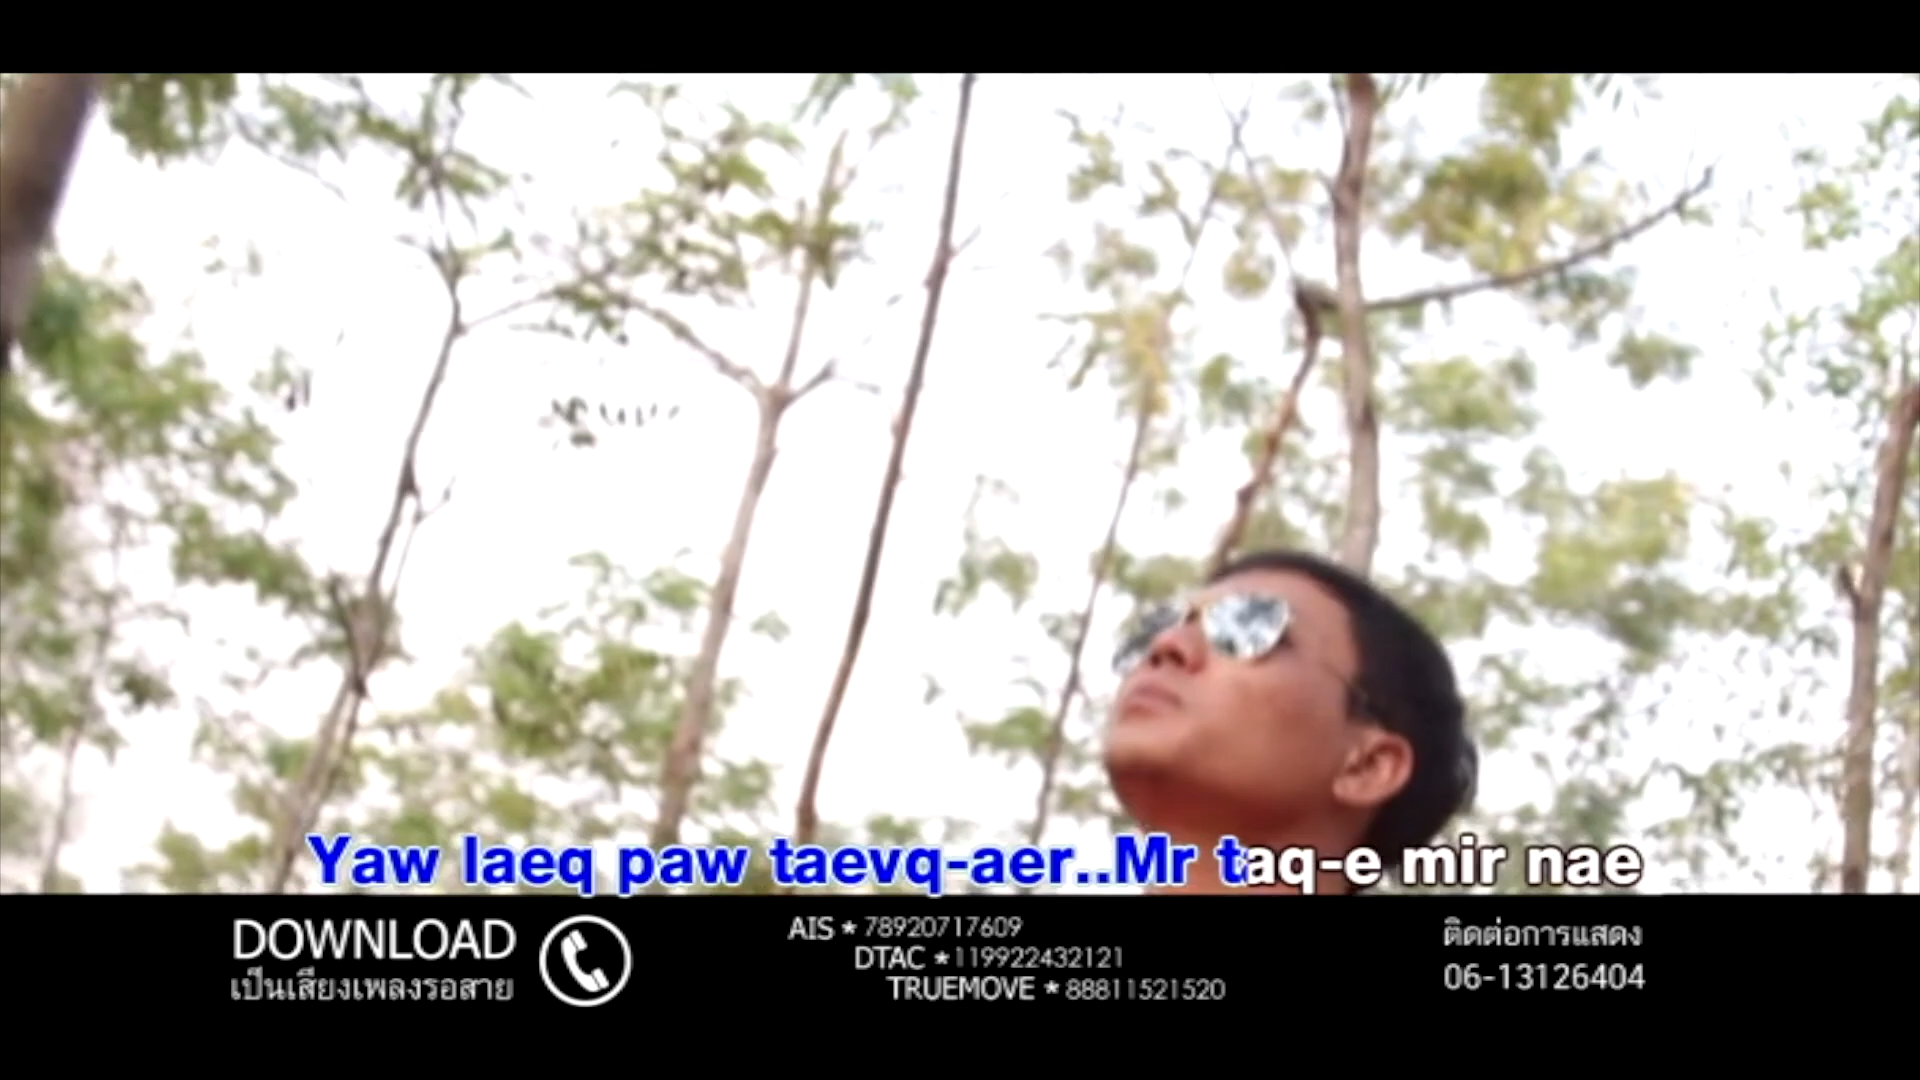 Yaw laeq paw taevq-aer..Mr taq-e mir nae
DOWNLOAD
เป็นเสียงเพลงรอสาย
AIS * 78920717609
DTAC * 119922432121
TRUEMOVE * 88811521520
ติดต่อการแสดง
06-13126404